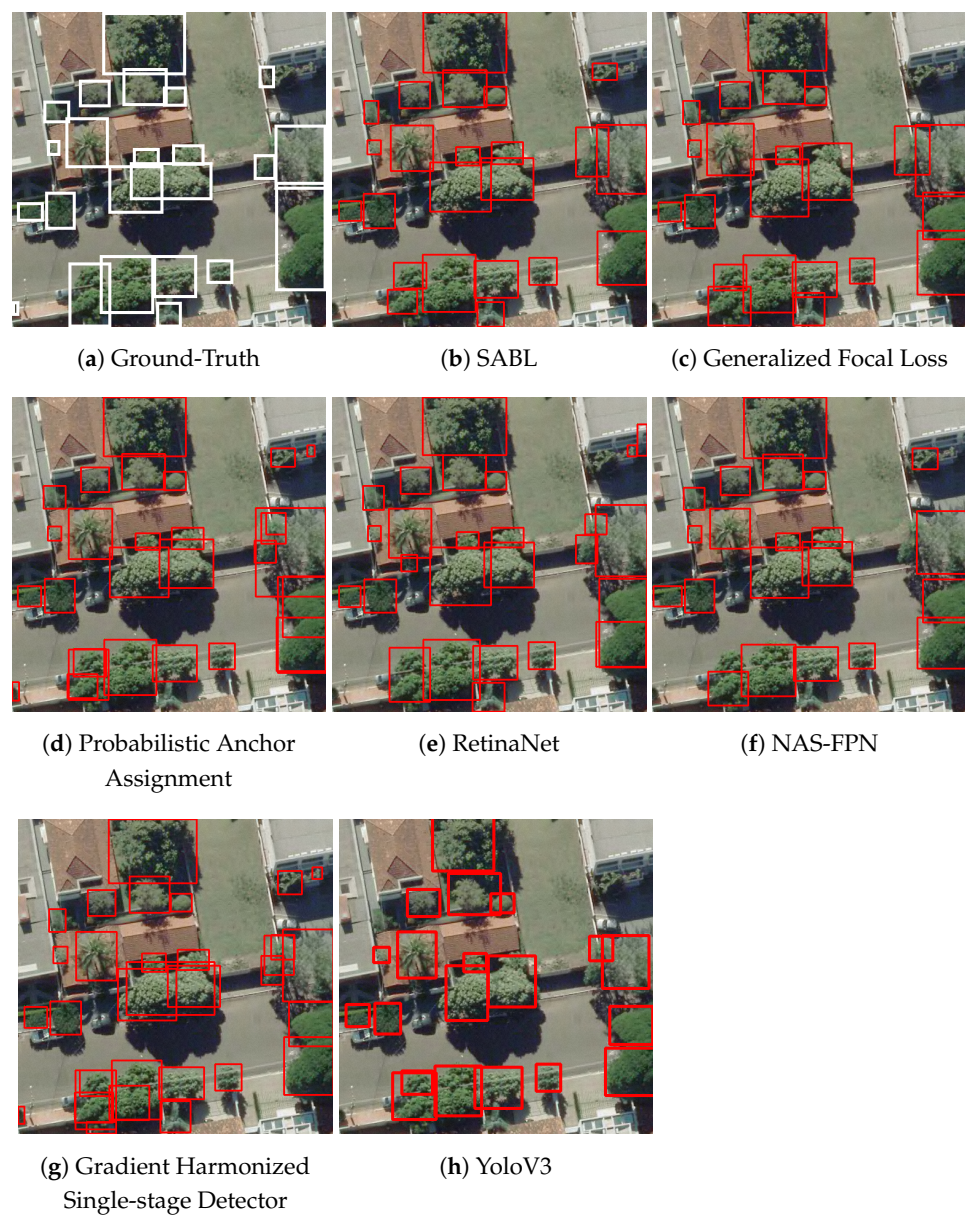 (a) Ground-Truth
(b) SABL
(c) Generalized Focal Loss
(d) Probabilistic Anchor
Assignment
(e) RetinaNet
(f) NAS-FPN
(g) Gradient Harmonized
Single-stage Detector
(h) YoloV3